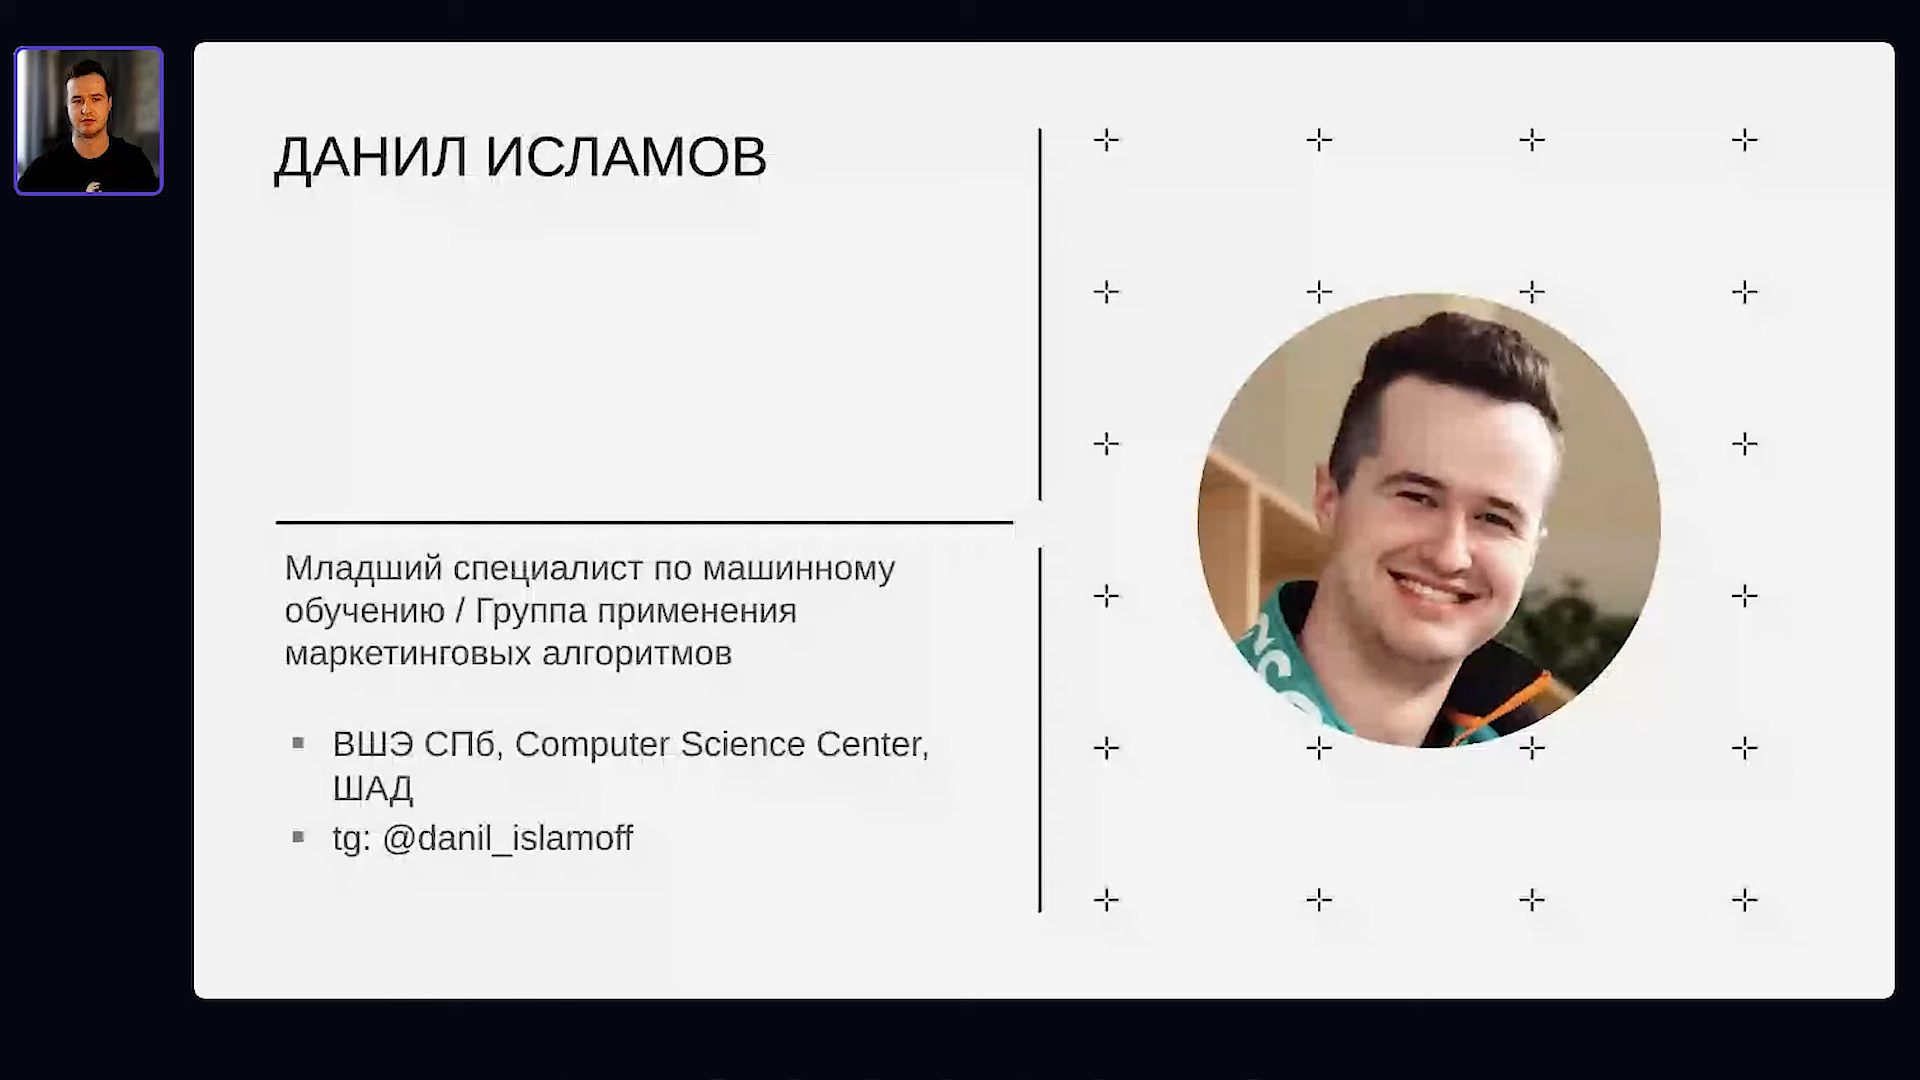 ДАНИЛ ИСЛАМОВ
Младший специалист по машинному
обучению / Группа применения
маркетинговых алгоритмов
ВШЭ СПб, Computer Science Center,
ШАД
tg: @danil_islamoff